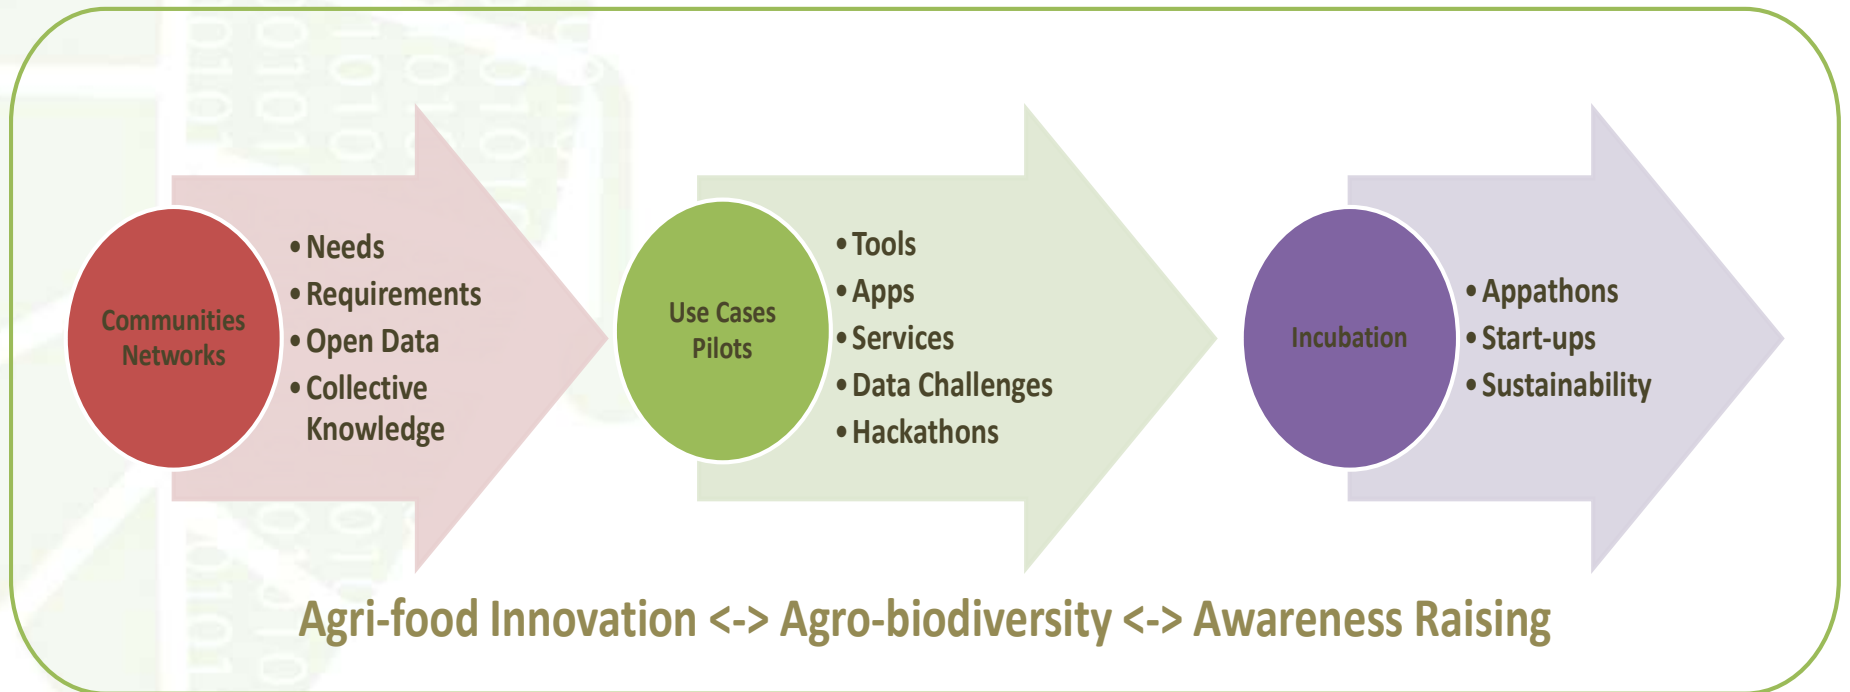 Communities
Networks
• Needs
• Requirements
• Open Data
• Collective
Knowledge
Use Cases
Pilots
• Tools
• Apps
• Services
• Data Challenges
• Hackathons
Incubation
• Appathons
• Start-ups
• Sustainability
Agri-food Innovation <-> Agro-biodiversity <-> Awareness Raising